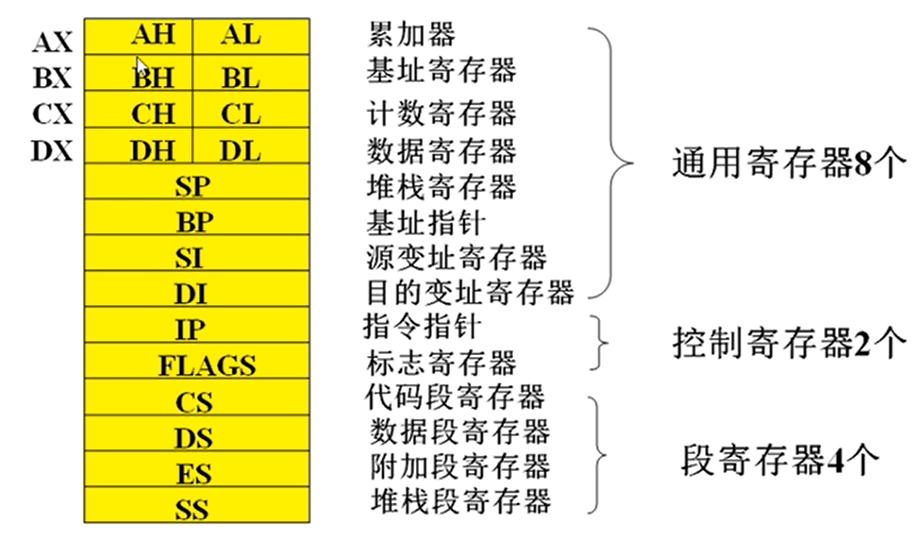 AX AH AL 累加器
BX BH BL 基址寄存器
CX CH CL 计数寄存器
DX DH DL 数据寄存器
SP 堆栈寄存器
BP 基址指针
SI 源变址寄存器
DI 目的变址寄存器
通用寄存器8个
IP 指令指针
FLAGS 标志寄存器
控制寄存器2个
CS 代码段寄存器
DS 数据段寄存器
ES 附加段寄存器
SS 堆栈段寄存器
段寄存器4个